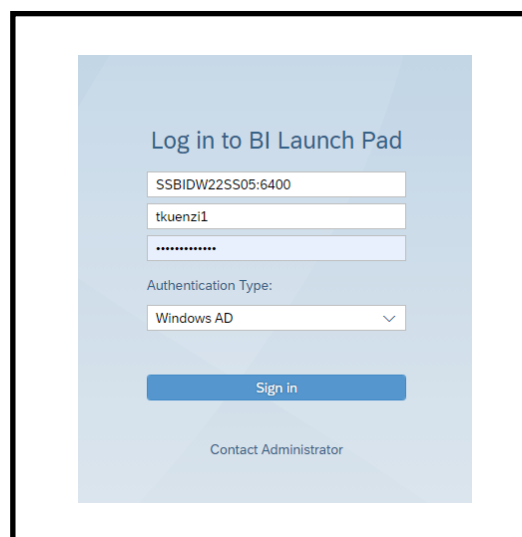 Log in to BI Launch Pad
SSBIDW22SS05:6400
tkuenzi1
•••••••••••••
Authentication Type:
Windows AD
Sign in
Contact Administrator